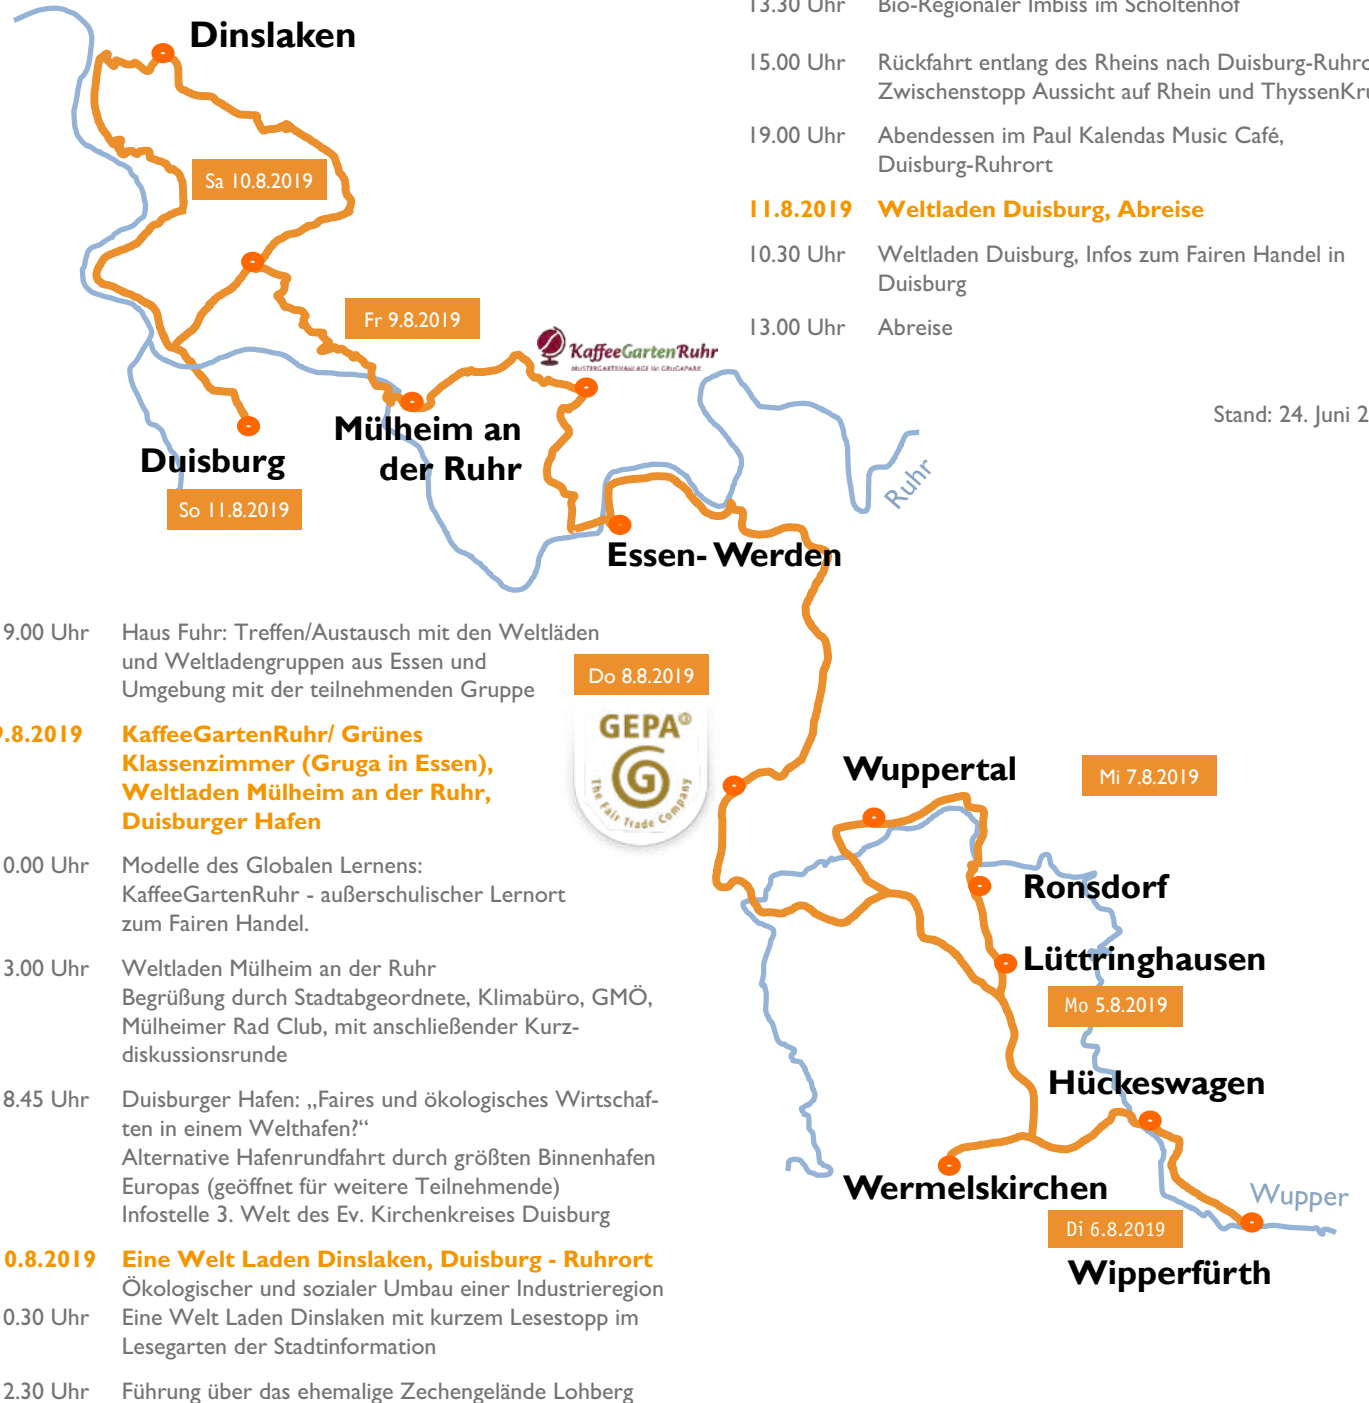 Dinslaken
Sa 10.8.2019
Fr 9.8.2019
KaffeeGartenRuhr
MUSTERGARTENANLAGE IM GRUGAPARK
Mülheim an
der Ruhr
Duisburg
So 11.8.2019
Essen-Werden
Ruhr
13.30 Uhr Bio-Regionaler Imbiss im Scholtenhof
15.00 Uhr Rückfahrt entlang des Rheins nach Duisburg-Ruhro
Zwischenstopp Aussicht auf Rhein und ThyssenKru
19.00 Uhr Abendessen im Paul Kalendas Music Café,
Duisburg-Ruhrort
11.8.2019 Weltladen Duisburg, Abreise
10.30 Uhr Weltladen Duisburg, Infos zum Fairen Handel in
Duisburg
13.00 Uhr Abreise
Stand: 24. Juni 2
9.00 Uhr Haus Fuhr: Treffen/Austausch mit den Weltläden
und Weltladengruppen aus Essen und
Umgebung mit der teilnehmenden Gruppe
9.8.2019 KaffeeGartenRuhr/ Grünes
Klassenzimmer (Gruga in Essen),
Weltladen Mülheim an der Ruhr,
Duisburger Hafen
0.00 Uhr Modelle des Globalen Lernens:
KaffeeGartenRuhr - außerschulischer Lernort
zum Fairen Handel.
3.00 Uhr Weltladen Mülheim an der Ruhr
Begrüßung durch Stadtabgeordnete, Klimabüro, GMÖ,
Mülheimer Rad Club, mit anschließender Kurz-
diskussionsrunde
8.45 Uhr Duisburger Hafen: „Faires und ökologisches Wirtschaf-
ten in einem Welthafen?“
Alternative Hafenrundfahrt durch größten Binnenhafen
Europas (geöffnet für weitere Teilnehmende)
Infostelle 3. Welt des Ev. Kirchenkreises Duisburg
0.8.2019 Eine Welt Laden Dinslaken, Duisburg - Ruhrort
Ökologischer und sozialer Umbau einer Industrieregion
0.30 Uhr Eine Welt Laden Dinslaken mit kurzem Lesestopp im
Lesegarten der Stadtinformation
2.30 Uhr Führung über das ehemalige Zechengelände Lohberg
Do 8.8.2019
GEPA®
The Fair Trade Company
Wuppertal
Mi 7.8.2019
Ronsdorf
Lüttringhausen
Mo 5.8.2019
Hückeswagen
Wermelskirchen
Wupper
Di 6.8.2019
Wipperfürth